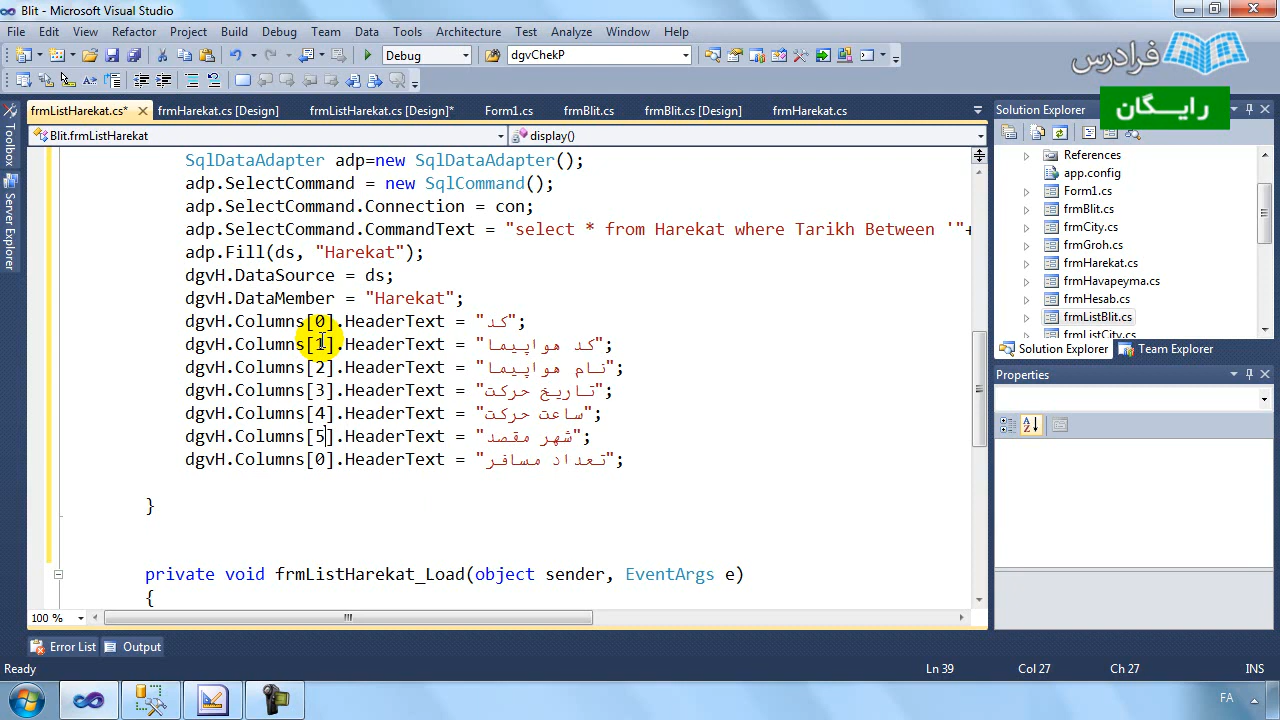 Blit - Microsoft Visual Studio
File Edit View Refactor Project Build Debug Team Data Tools Architecture Test Analyze Window Help
Debug dgvChekP
فرادرس
رایـــگان
frmListHarekat.cs* frmHarekat.cs [Design] frmListHarekat.cs [Design]* Form1.cs frmBlit.cs frmBlit.cs [Design] frmHarekat.cs
Blit.frmListHarekat display()
SqlDataAdapter adp=new SqlDataAdapter();
adp.SelectCommand = new SqlCommand();
adp.SelectCommand.Connection = con;
adp.SelectCommand.CommandText = "select * from Harekat where Tarikh Between '"+
adp.Fill(ds, "Harekat");
dgvH.DataSource = ds;
dgvH.DataMember = "Harekat";
dgvH.Columns[0].HeaderText = "کد";
dgvH.Columns[1].HeaderText = "کد هواپیما";
dgvH.Columns[2].HeaderText = "نام هواپیما";
dgvH.Columns[3].HeaderText = "تاریخ حرکت";
dgvH.Columns[4].HeaderText = "ساعت حرکت";
dgvH.Columns[5].HeaderText = "شهر مقصد";
dgvH.Columns[0].HeaderText = "تعداد مسافر";
}
private void frmListHarekat_Load(object sender, EventArgs e)
{
100 %
Toolbox
Server Explorer
Solution Explorer
References
app.config
Form1.cs
frmBlit.cs
frmCity.cs
frmGroh.cs
frmHarekat.cs
frmHavapeyma.cs
frmHesab.cs
frmListBlit.cs
frmListCity.cs
Solution Explorer Team Explorer
Properties
Error List Output
Ready Ln 39 Col 27 Ch 27 INS
FA